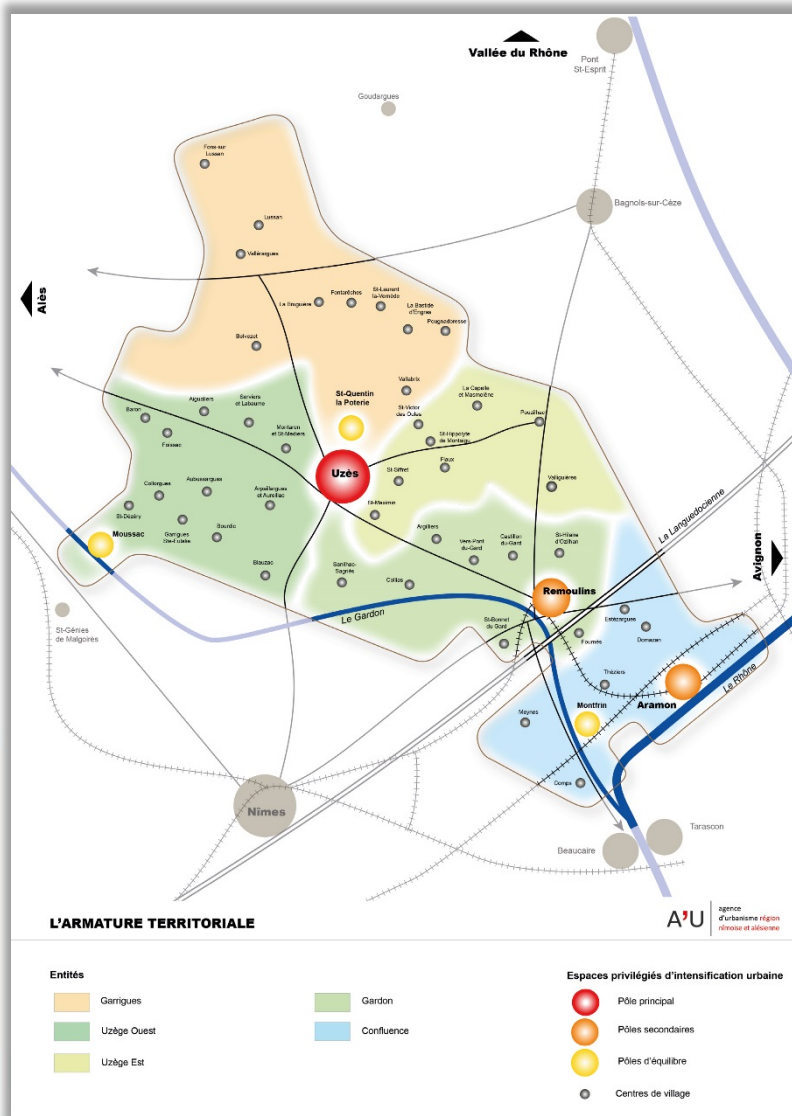 Vallée du Rhône
Pont
St-Esprit
Goudargues
Fons-sur
Lussan
Bagnols-sur-Cèze
Lussan
Vallérargues
Alès
La Bruguière
Fontarèches
St-Laurent
la-Vernède
La Bastide
d'Engras
Pougnadoresse
Belvezet
Vallabrix
La Capelle
et Masmolène
St-Quentin
la Poterie
Baron
Aigaliers
Serviers
et Labaume
St-Victor
des Oules
Pouzilhac
Foissac
Montaren
et St-Médiers
St-Hippolyte
de Montaigu
Uzès
Flaux
St-Siffret
Valliguières
Collorgues
Aubussargues
Arpaillargues
et Aureillac
St-Maximin
La Languedocienne
St-Dézéry
Moussac
Garrigues
Ste-Eulalie
Bourdic
Argilliers
Vers-Pont
du-Gard
Castillon
du-Gard
St-Hilaire
d'Ozilhan
Avignon
Blauzac
Sanilhac-
Sagriès
Collias
Remoulins
St-Génies
de Malgoirès
Le Gardon
St-Bonnet
du Gard
Estézargues
Fournès
Domazan
Théziers
Le Rhône
Meynes
Montfrin
Aramon
Comps
Nîmes
Beaucaire
Tarascon
L'ARMATURE TERRITORIALE
A'U
agence
d'urbanisme région
nîmoise et alésienne
Entités
Garrigues
Uzège Ouest
Uzège Est
Gardon
Confluence
Espaces privilégiés d'intensification urbaine
Pôle principal
Pôles secondaires
Pôles d'équilibre
Centres de village